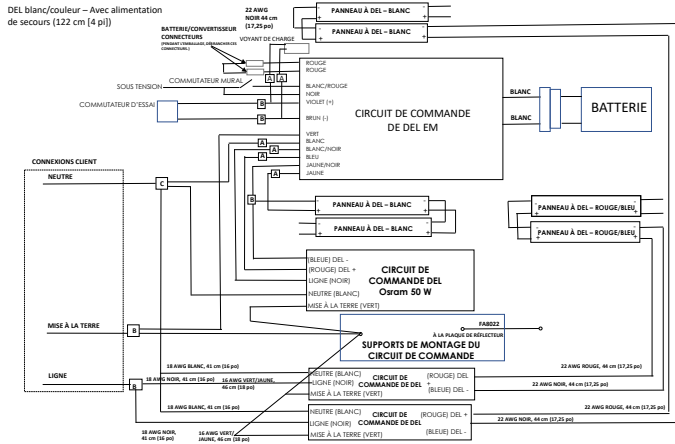 DEL blanc/couleur – Avec alimentation
de secours (122 cm [4 pi])
22 AWG
NOIR 44 cm
(17,25 po)
PANNEAU À DEL – BLANC
PANNEAU À DEL – BLANC
BATTERIE/CONVERTISSEUR
CONNECTEURS
(PENDANT L'EMBALLAGE, DÉBRANCHER CES
CONNECTEURS.)
VOYANT DE CHARGE
ROUGE
ROUGE
COMMUTATEUR MURAL
SOUS TENSION
BLANC/ROUGE
NOIR
COMMUTATEUR D'ESSAI
VIOLET (+)
BRUN (-)
A
A
B
B
CIRCUIT DE COMMANDE
DE DEL EM
BLANC
BLANC
BATTERIE
VERT
BLANC
BLANC/NOIR
BLEU
JAUNE/NOIR
JAUNE
A
A
A
A
B
CONNEXIONS CLIENT
NEUTRE
C
PANNEAU À DEL – BLANC
PANNEAU À DEL – BLANC
PANNEAU À DEL – ROUGE/BLEU
PANNEAU À DEL – ROUGE/BLEU
(BLEUE) DEL -
(ROUGE) DEL +
LIGNE (NOIR)
NEUTRE (BLANC)
MISE À LA TERRE (VERT)
CIRCUIT DE
COMMANDE DEL
Osram 50 W
MISE À LA TERRE
B
FAB022
À LA PLAQUE DE RÉFLECTEUR
SUPPORTS DE MONTAGE DU
CIRCUIT DE COMMANDE
LIGNE
B
18 AWG BLANC, 41 cm (16 po)
18 AWG NOIR, 41 cm (16 po)
16 AWG VERT/JAUNE,
46 cm (18 po)
NEUTRE (BLANC)
LIGNE (NOIR)
MISE À LA TERRE (VERT)
CIRCUIT DE
COMMANDE DE DEL
(ROUGE) DEL
+
(BLEU) DEL -
22 AWG ROUGE, 44 cm (17,25 po)
22 AWG NOIR, 44 cm (17,25 po)
18 AWG BLANC, 41 cm (16 po)
18 AWG NOIR,
41 cm (16 po)
16 AWG VERT/
JAUNE, 46 cm (18 po)
NEUTRE (BLANC)
LIGNE (NOIR)
MISE À LA TERRE (VERT)
CIRCUIT DE
COMMANDE DE DEL
(ROUGE) DEL +
(BLEU) DEL -
22 AWG ROUGE, 44 cm (17,25 po)
22 AWG NOIR, 44 cm (17,25 po)